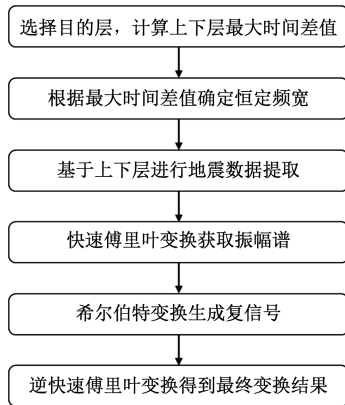 选择目的层，计算上下层最大时间差值
根据最大时间差值确定恒定频宽
基于上下层进行地震数据提取
快速傅里叶变换获取振幅谱
希尔伯特变换生成复信号
逆快速傅里叶变换得到最终变换结果